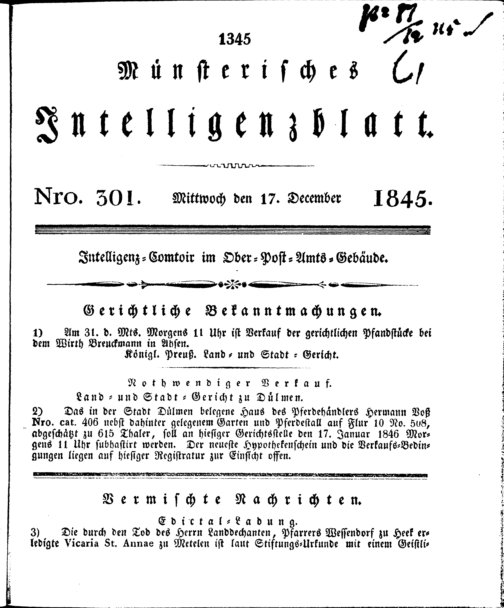 1345
Münsterisches
Intelligenzblatt.
Nro. 301. Mittwoch den 17. December 1845.
Intelligenz-Comtoir im Ober-Post-Amts-Gebäude.
Gerichtliche Bekanntmachungen.
1) Am 31. d. Mts. Morgens 11 Uhr ist Verkauf der gerichtlichen Pfandstücke bei
dem Wirth Breuckmann in Ahsen.
Königl. Preuß. Land- und Stadt-Gericht.
Nothwendiger Verkauf.
Land- und Stadt-Gericht zu Dülmen.
2) Das in der Stadt Dülmen belegene Haus des Pferdehändlers Hermann Voß
Nro. cat. 406 nebst dahinter gelegenem Garten und Pferdestall auf Flur 10 No. 508,
abgeschätzt zu 615 Thaler, soll an hiesiger Gerichtsstelle den 17. Januar 1846 Mor-
gens 11 Uhr subhastirt werden. Der neueste Hypothekenschein und die Verkaufs-Bedin-
gungen liegen auf hiesiger Registratur zur Einsicht offen.
Vermischte Nachrichten.
Edictal-Ladung.
3) Die durch den Tod des Herrn Landdechanten, Pfarrers Wessendorf zu Heek er-
ledigte Vicaria St. Annae zu Metelen ist laut Stiftungs-Urkunde mit einem Geistli-